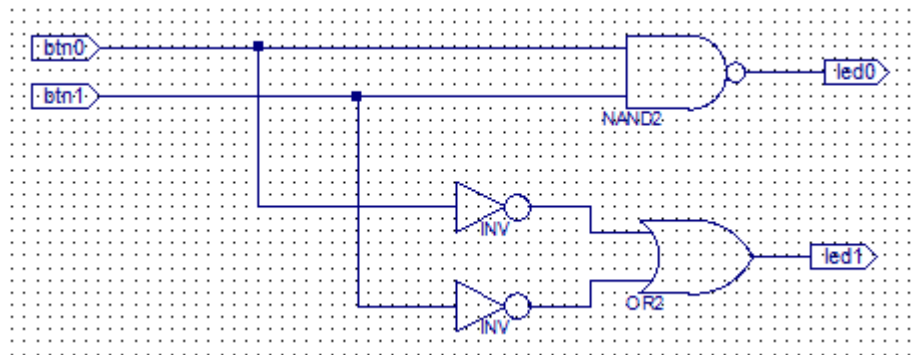 btn0
btn1
led0
NAND2
INV
led1
OR2
INV